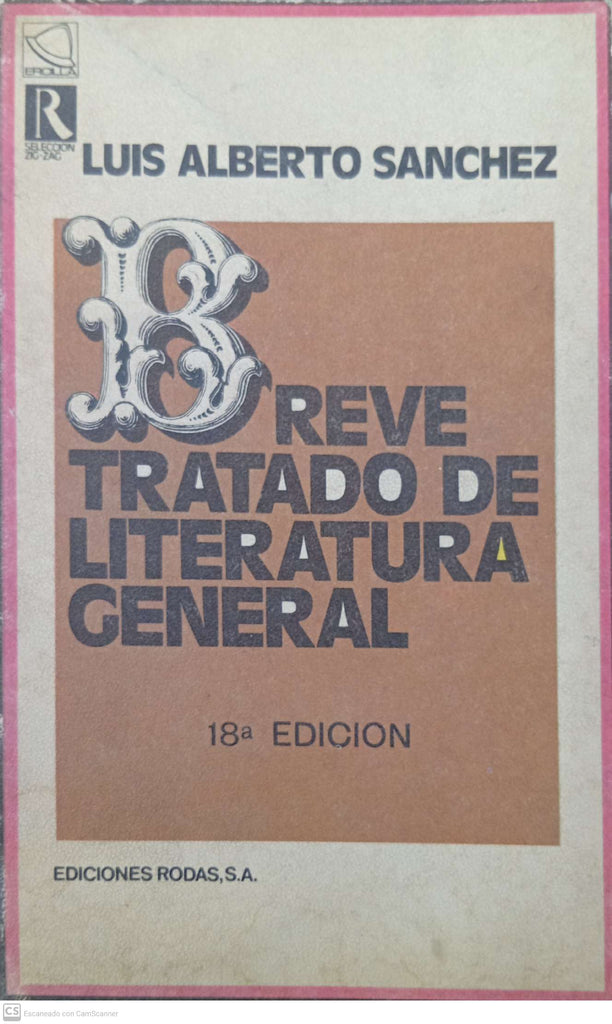 ERCILLA
R
SELECCION
ZIG-ZAG
LUIS ALBERTO SANCHEZ
BREVE
TRATADO DE
LITERATURA
GENERAL
18ª EDICION
EDICIONES RODAS, S.A.
CS Escaneado con CamScanner